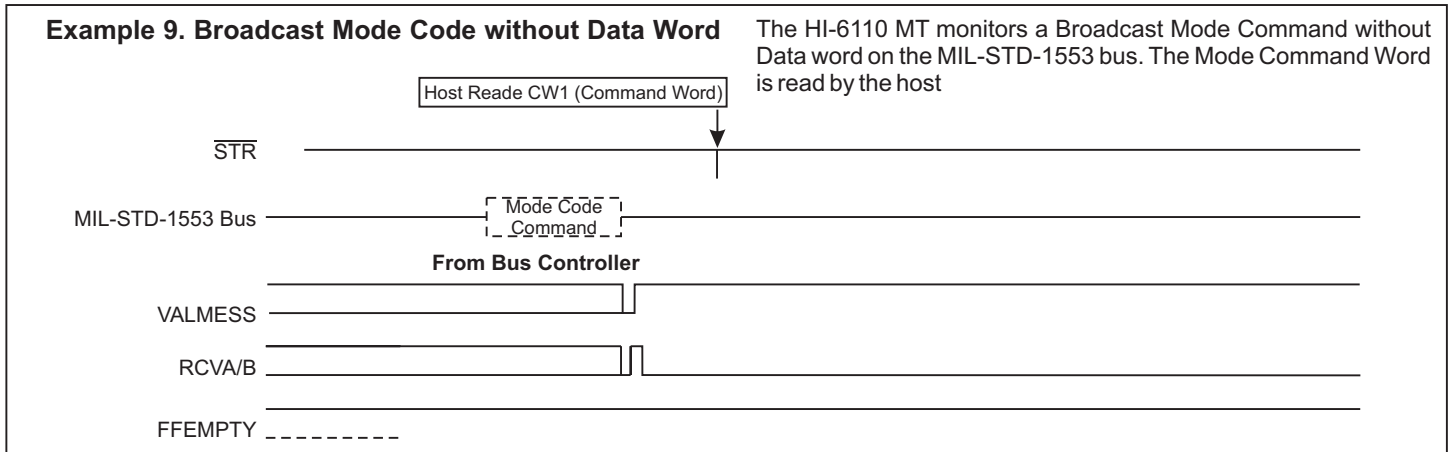 Example 9. Broadcast Mode Code without Data Word
The HI-6110 MT monitors a Broadcast Mode Command without
Data word on the MIL-STD-1553 bus. The Mode Command Word
is read by the host
Host Reade CW1 (Command Word)
STR
MIL-STD-1553 Bus
Mode Code
Command
From Bus Controller
VALMESS
RCVA/B
FFEMPTY